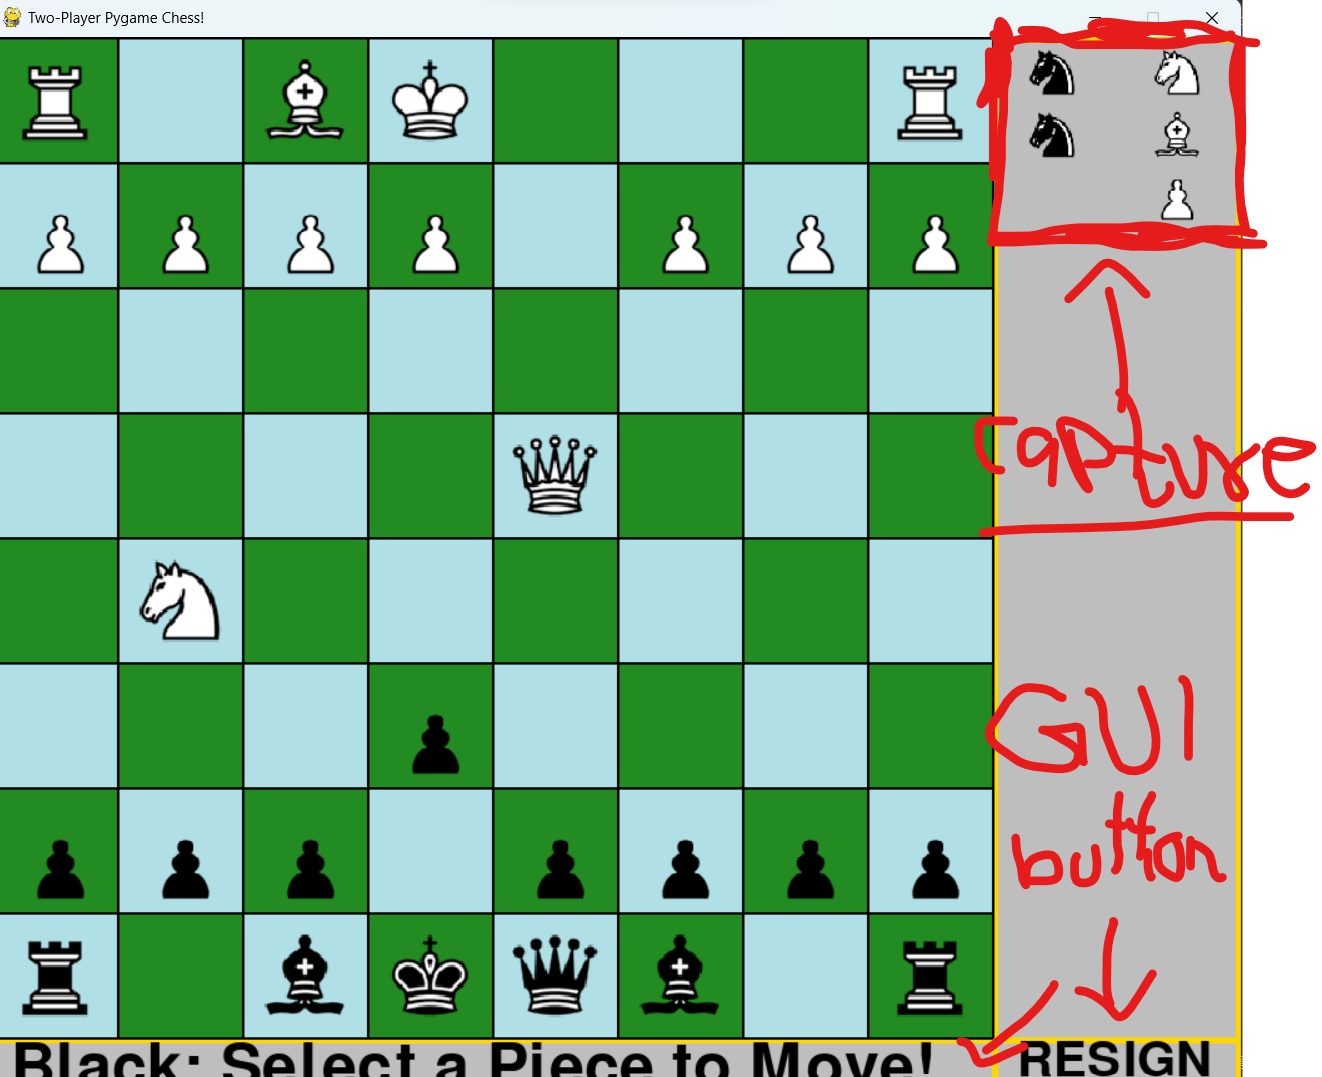 Two-Player Pygame Chess!
capture
GUI
button
Black: Select a Piece to Move!
RESIGN